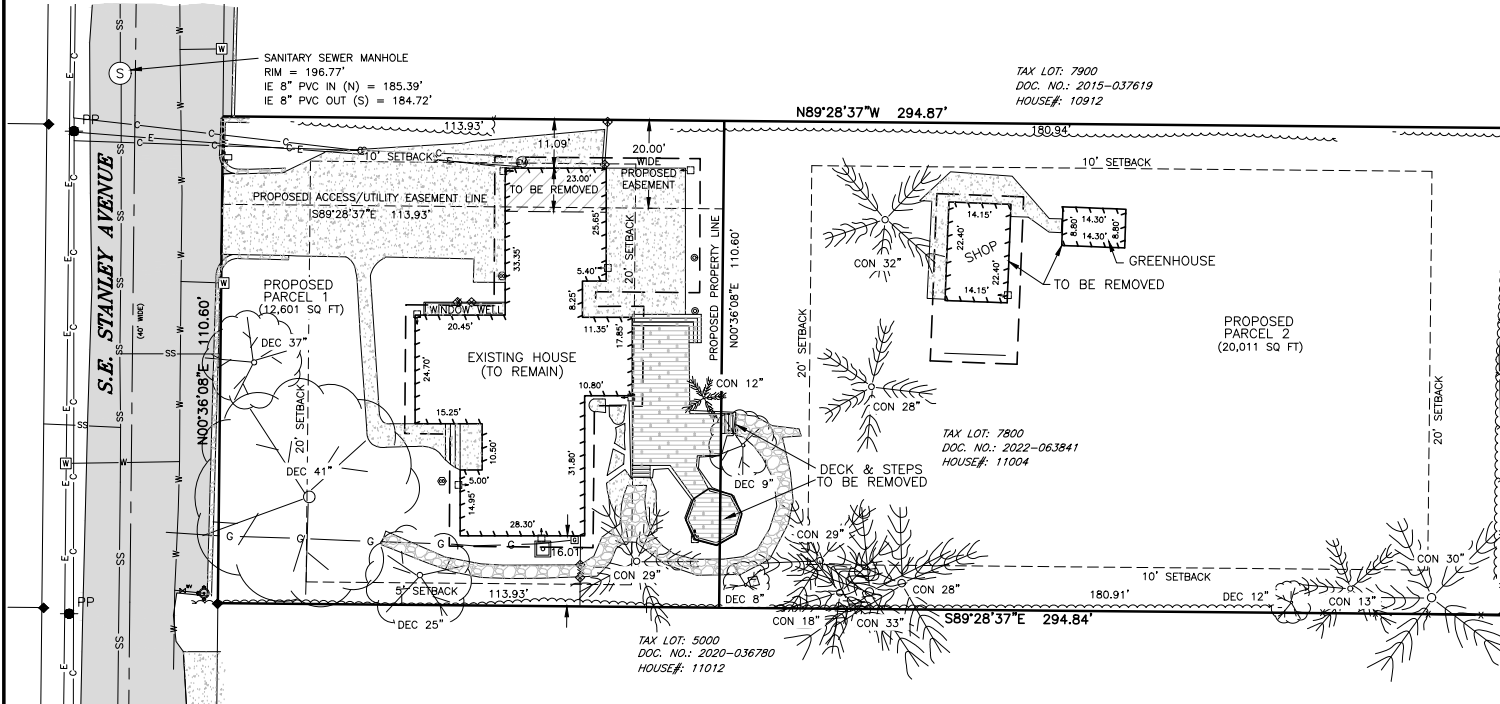 SANITARY SEWER MANHOLE
RIM = 196.77'
IE 8" PVC IN (N) = 185.39'
IE 8" PVC OUT (S) = 184.72'
S
W
TAX LOT: 7900
DOC. NO.: 2015-037619
HOUSE#: 10912
N89°28'37"W 294.87'
PP
113.93'
11.09'
20.00'
WIDE
PROPOSED
EASEMENT
180.94'
10' SETBACK
10' SETBACK
23.00'
TO BE REMOVED
PROPOSED ACCESS/UTILITY EASEMENT LINE
S89°28'37"E 113.93'
S.E. STANLEY AVENUE
(40' WIDE)
N00°36'08"E 110.60'
25.65'
33.35'
5.40'
8.25'
20' SETBACK
PROPOSED PROPERTY LINE
N00°36'08"E 110.60'
CON 32"
14.15'
22.40'
SHOP
22.40'
14.15'
14.30'
8.80'
8.80'
14.30'
GREENHOUSE
TO BE REMOVED
W
PROPOSED
PARCEL 1
(12,601 SQ FT)
WINDOW WELL
20.45'
11.35'
17.85'
DEC 37"
EXISTING HOUSE
(TO REMAIN)
24.70'
10.80'
20' SETBACK
PROPOSED
PARCEL 2
(20,011 SQ FT)
20' SETBACK
20' SETBACK
CON 12"
CON 28"
15.25'
10.50'
31.80'
TAX LOT: 7800
DOC. NO.: 2022-063841
HOUSE#: 11004
W
DEC 41"
5.00'
14.95'
DEC 9"
DECK & STEPS
TO BE REMOVED
28.30'
16.01'
G
G
G
G
CON 29"
CON 29"
CON 30"
5' SETBACK
113.93'
DEC 25"
DEC 8"
CON 28"
CON 18"
CON 33"
10' SETBACK
180.91'
DEC 12"
CON 13"
PP
S89°28'37"E 294.84'
TAX LOT: 5000
DOC. NO.: 2020-036780
HOUSE#: 11012